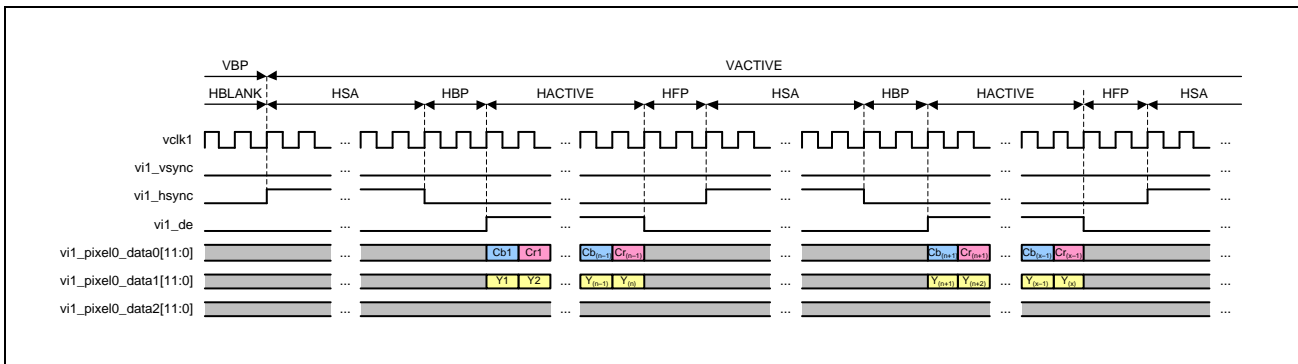 VBP VACTIVE
HBLANK HSA HBP HACTIVE HFP HSA HBP HACTIVE HFP HSA
vclk1 ... ... ... ... ...
vi1_vsync ... ... ... ... ...
vi1_hsync ... ... ... ... ...
vi1_de ... ... ... ... ...
vi1_pixel0_data0[11:0] ... Cb1 Cr1 ... Cb(n−1) Cr(n−1) ... Cb(n+1) Cr(n+1) ... Cb(x−1) Cr(x−1) ...
vi1_pixel0_data1[11:0] ... Y1 Y2 ... Y(n−1) Y(n) ... Y(n+1) Y(n+2) ... Y(x−1) Y(x) ...
vi1_pixel0_data2[11:0] ... ... ... ... ...